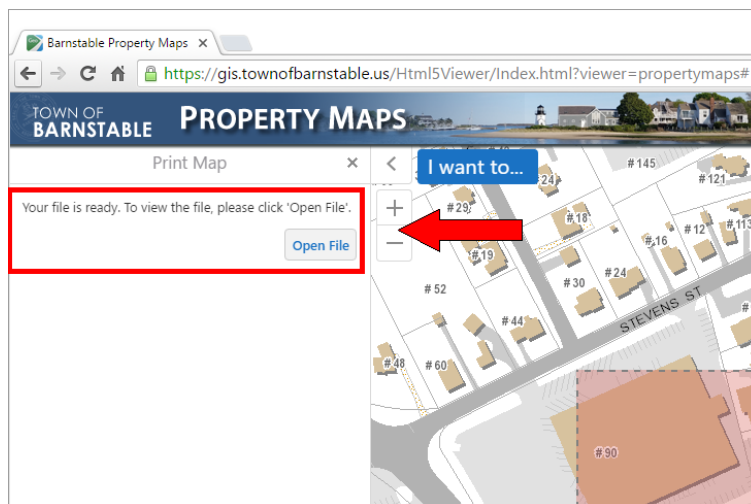 Barnstable Property Maps
https://gis.townofbarnstable.us/Html5Viewer/Index.html?viewer=propertymaps#
TOWN OF
BARNSTABLE
PROPERTY MAPS
Print Map
I want to...
Your file is ready. To view the file, please click 'Open File'.
Open File
#145
#121
#24
#29
#18
#12
#113
#16
#19
#24
#30
#52
STEVENS ST
#44
#48
#60
#90